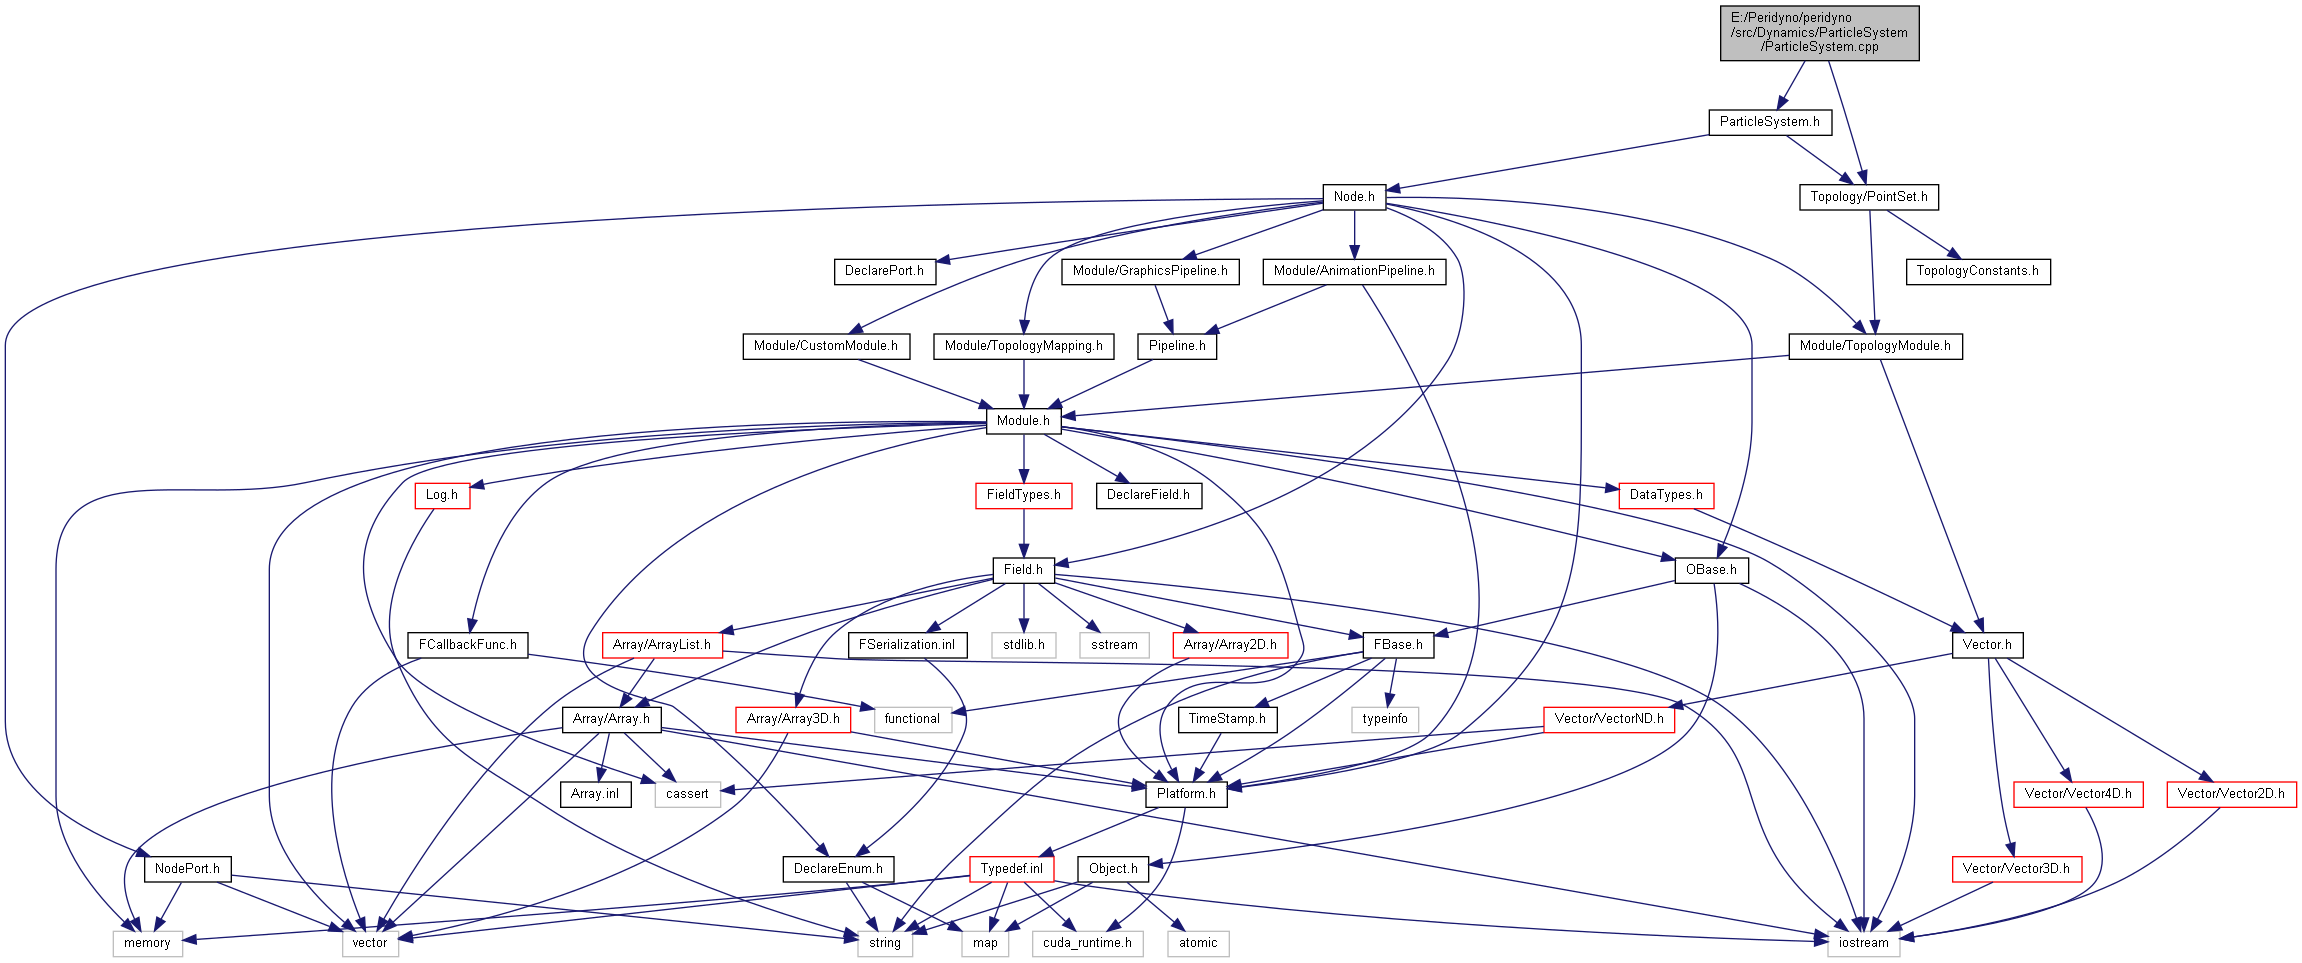 E:/Peridyno/peridyno
/src/Dynamics/ParticleSystem
/ParticleSystem.cpp
ParticleSystem.h
Node.h
Topology/PointSet.h
DeclarePort.h
Module/GraphicsPipeline.h
Module/AnimationPipeline.h
TopologyConstants.h
Module/CustomModule.h
Module/TopologyMapping.h
Pipeline.h
Module/TopologyModule.h
Module.h
Log.h
FieldTypes.h
DeclareField.h
DataTypes.h
Field.h
OBase.h
FCallbackFunc.h
Array/ArrayList.h
FSerialization.inl
stdlib.h
sstream
Array/Array2D.h
FBase.h
Vector.h
Array/Array.h
Array/Array3D.h
functional
TimeStamp.h
typeinfo
Vector/VectorND.h
Array.inl
cassert
Platform.h
Vector/Vector4D.h
Vector/Vector2D.h
NodePort.h
DeclareEnum.h
Typedef.inl
Object.h
Vector/Vector3D.h
memory
vector
string
map
cuda_runtime.h
atomic
iostream